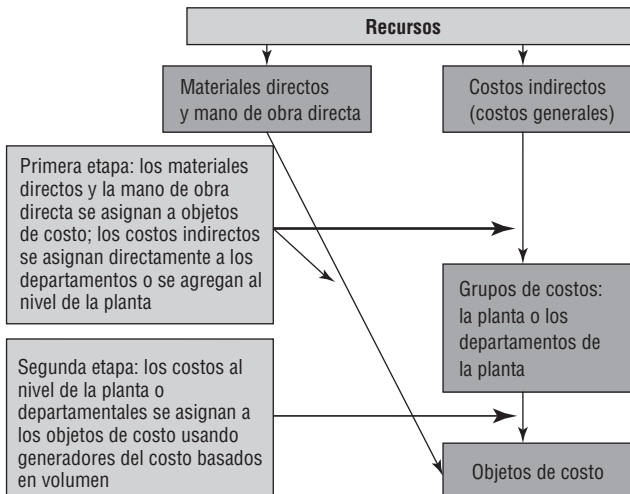 Recursos
Materiales directos
y mano de obra directa
Costos indirectos
(costos generales)
Primera etapa: los materiales
directos y la mano de obra
directa se asignan a objetos
de costo; los costos indirectos
se asignan directamente a los
departamentos o se agregan al
nivel de la planta
Grupos de costos:
la planta o los
departamentos de
la planta
Segunda etapa: los costos al
nivel de la planta o
departamentales se asignan a
los objetos de costo usando
generadores del costo basados
en volumen
Objetos de costo